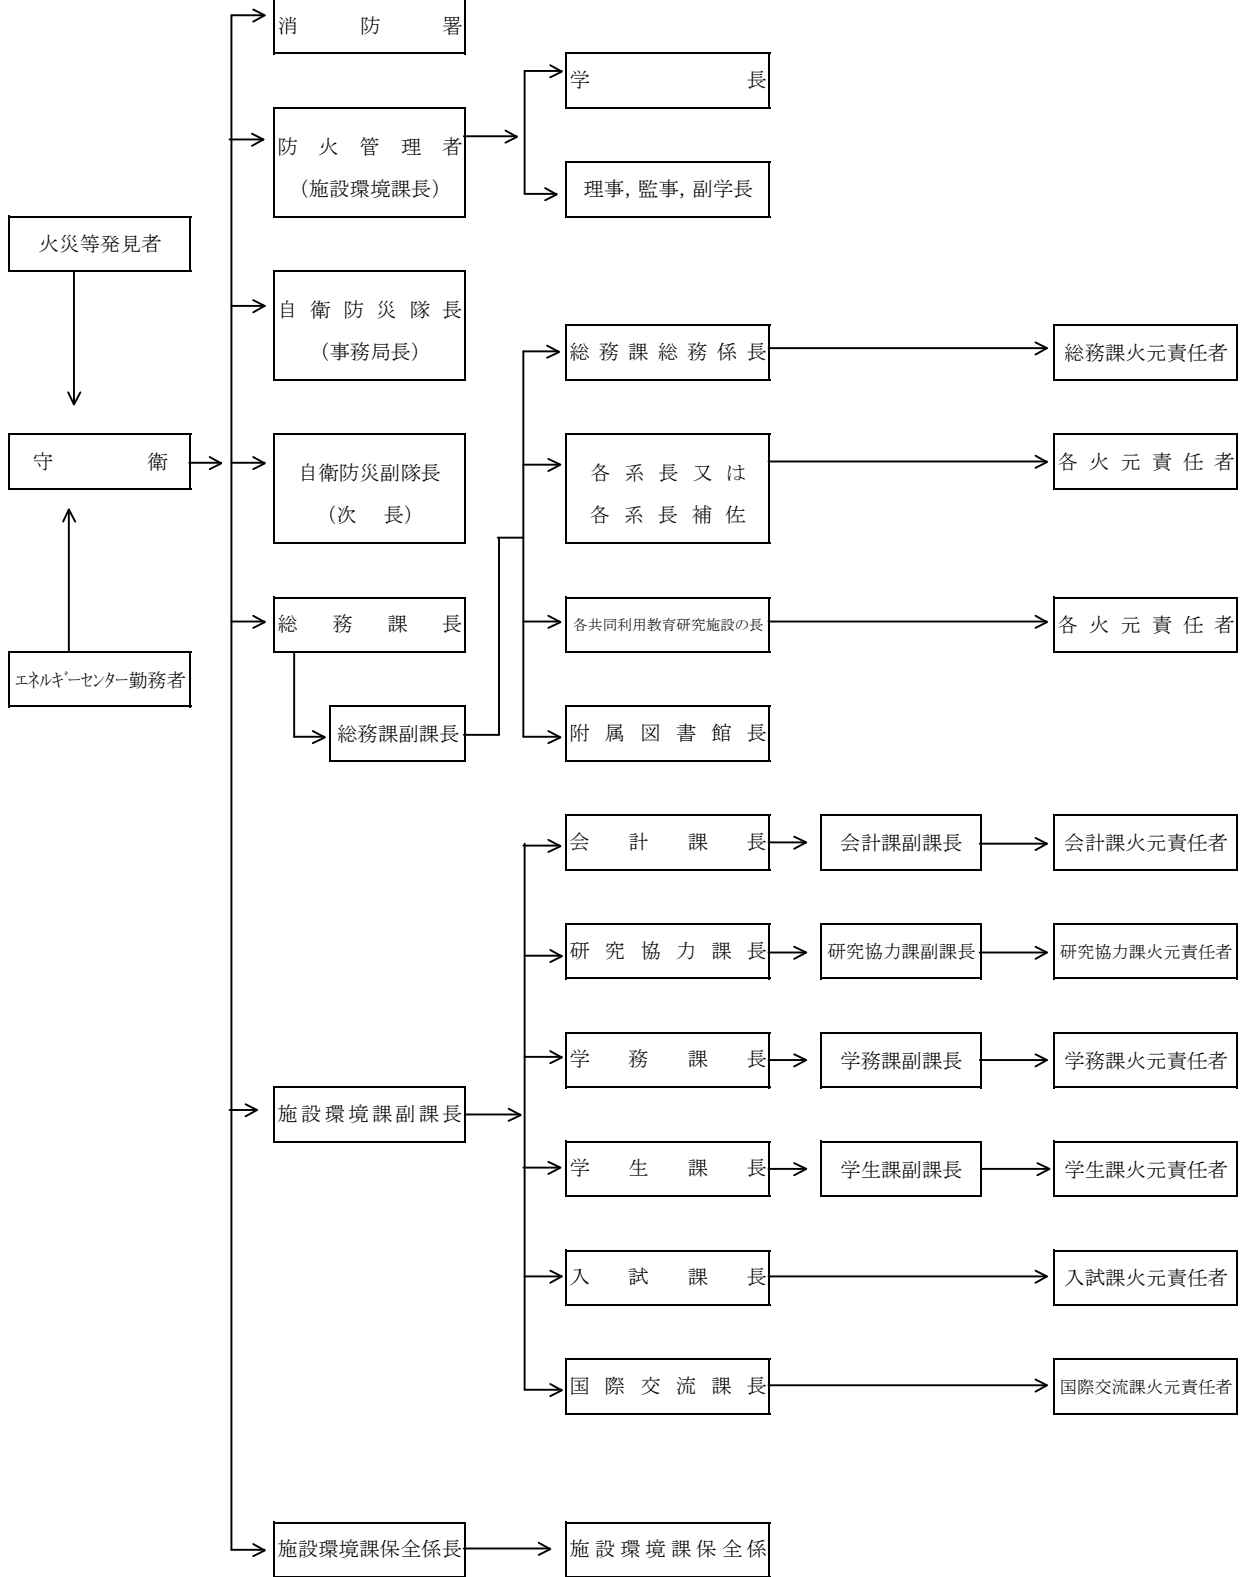 消防署
学長
防火管理者
（施設環境課長）
理事，監事，副学長
火災等発見者
自衛防災隊長
（事務局長）
総務課総務係長
総務課火元責任者
守衛
自衛防災副隊長
（次　長）
各系長又は
各系長補佐
各火元責任者
総務課長
各共同利用教育研究施設の長
各火元責任者
エネルギーセンター勤務者
総務課副課長
附属図書館長
会計課長
会計課副課長
会計課火元責任者
研究協力課長
研究協力課副課長
研究協力課火元責任者
学務課長
学務課副課長
学務課火元責任者
施設環境課副課長
学生課長
学生課副課長
学生課火元責任者
入試課長
入試課火元責任者
国際交流課長
国際交流課火元責任者
施設環境課保全係長
施設環境課保全係